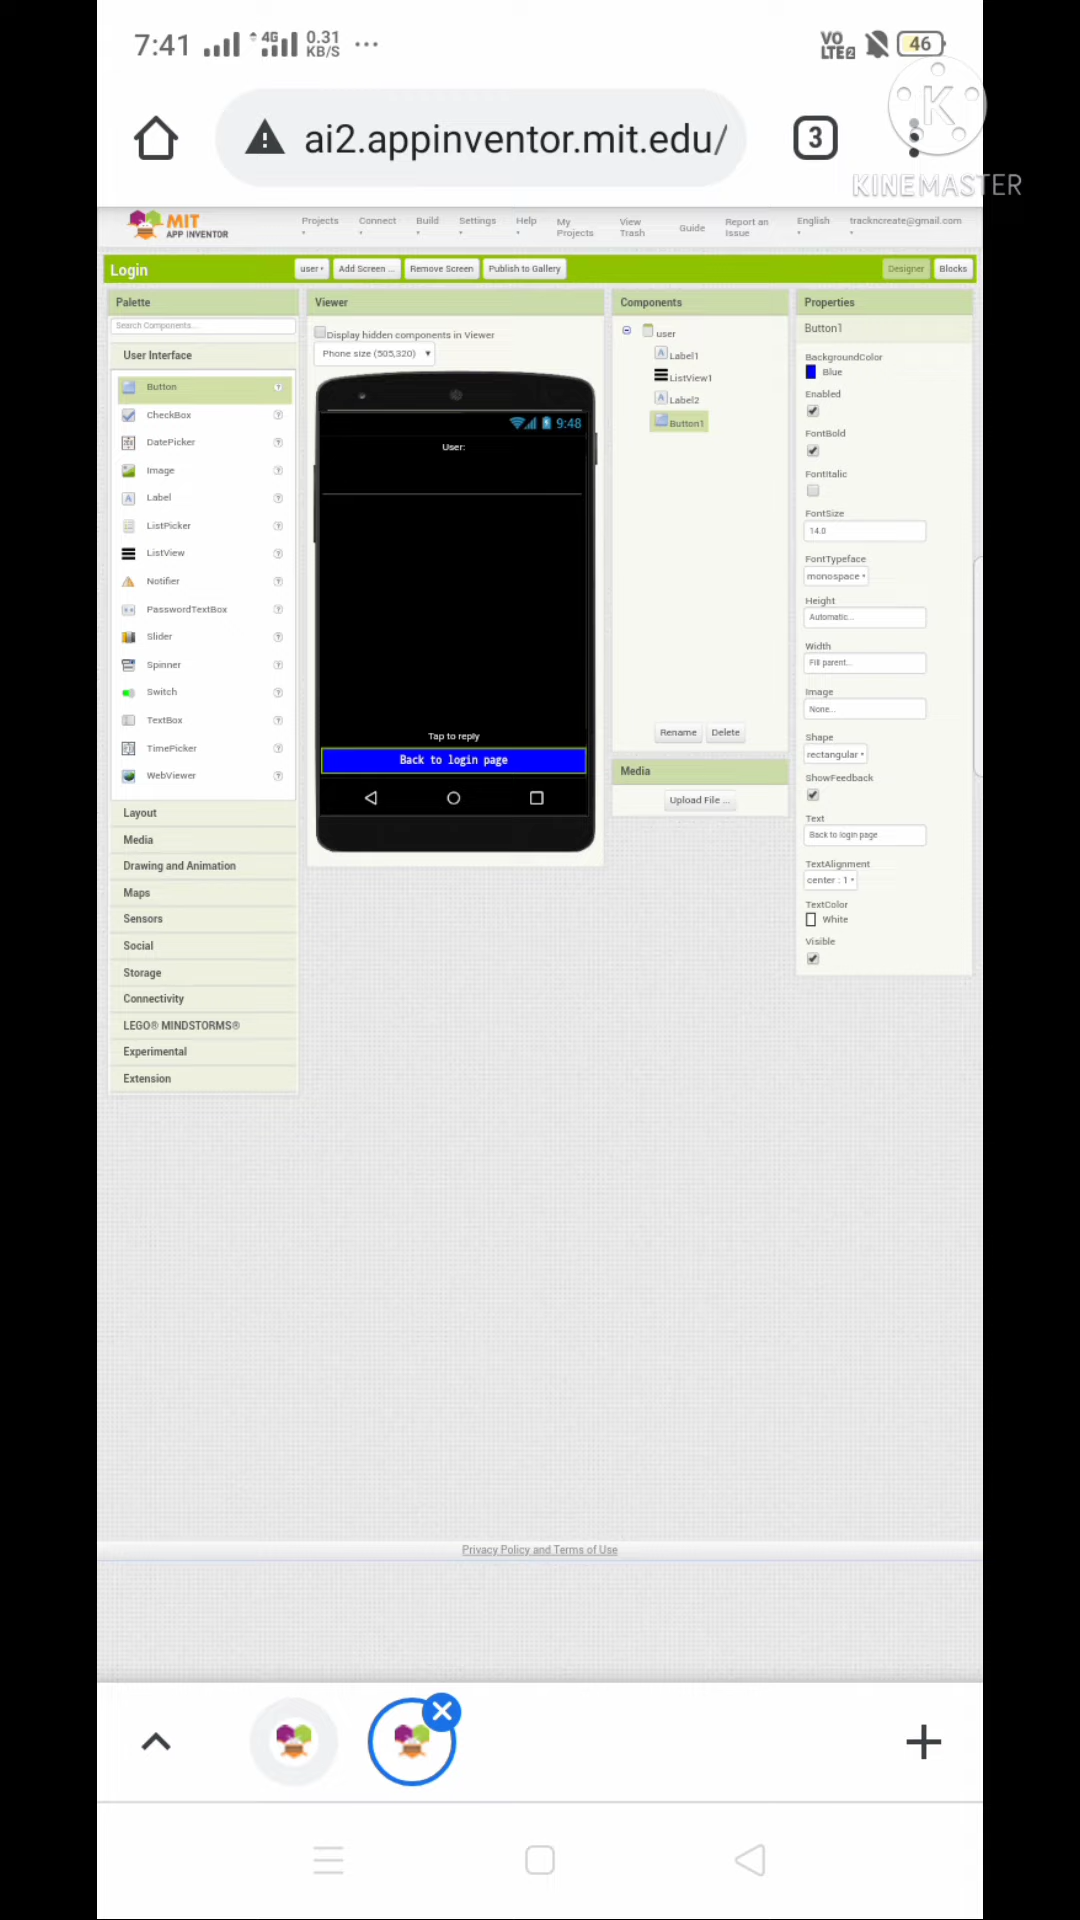 7:41 4G 0.31 KB/S ... VO LTE2 46
ai2.appinventor.mit.edu/ 3
K
KINEMASTER
MIT APP INVENTOR
Projects Connect Build Settings Help My Projects View Trash Guide Report an Issue English trackncreate@gmail.com
Login user Add Screen ... Remove Screen Publish to Gallery Designer Blocks
Palette
Search Components...
User Interface
Button
CheckBox
DatePicker
Image
Label
ListPicker
ListView
Notifier
PasswordTextBox
Slider
Spinner
Switch
TextBox
TimePicker
WebViewer
Layout
Media
Drawing and Animation
Maps
Sensors
Social
Storage
Connectivity
LEGO® MINDSTORMS®
Experimental
Extension
Viewer
Display hidden components in Viewer
Phone size (505,320)
9:48
User:
Tap to reply
Back to login page
Components
user
Label1
ListView1
Label2
Button1
Rename Delete
Media
Upload File ...
Properties
Button1
BackgroundColor
Blue
Enabled
FontBold
FontItalic
FontSize
14.0
FontTypeface
monospace
Height
Automatic...
Width
Fill parent...
Image
None...
Shape
rectangular
ShowFeedback
Text
Back to login page
TextAlignment
center : 1
TextColor
White
Visible
Privacy Policy and Terms of Use